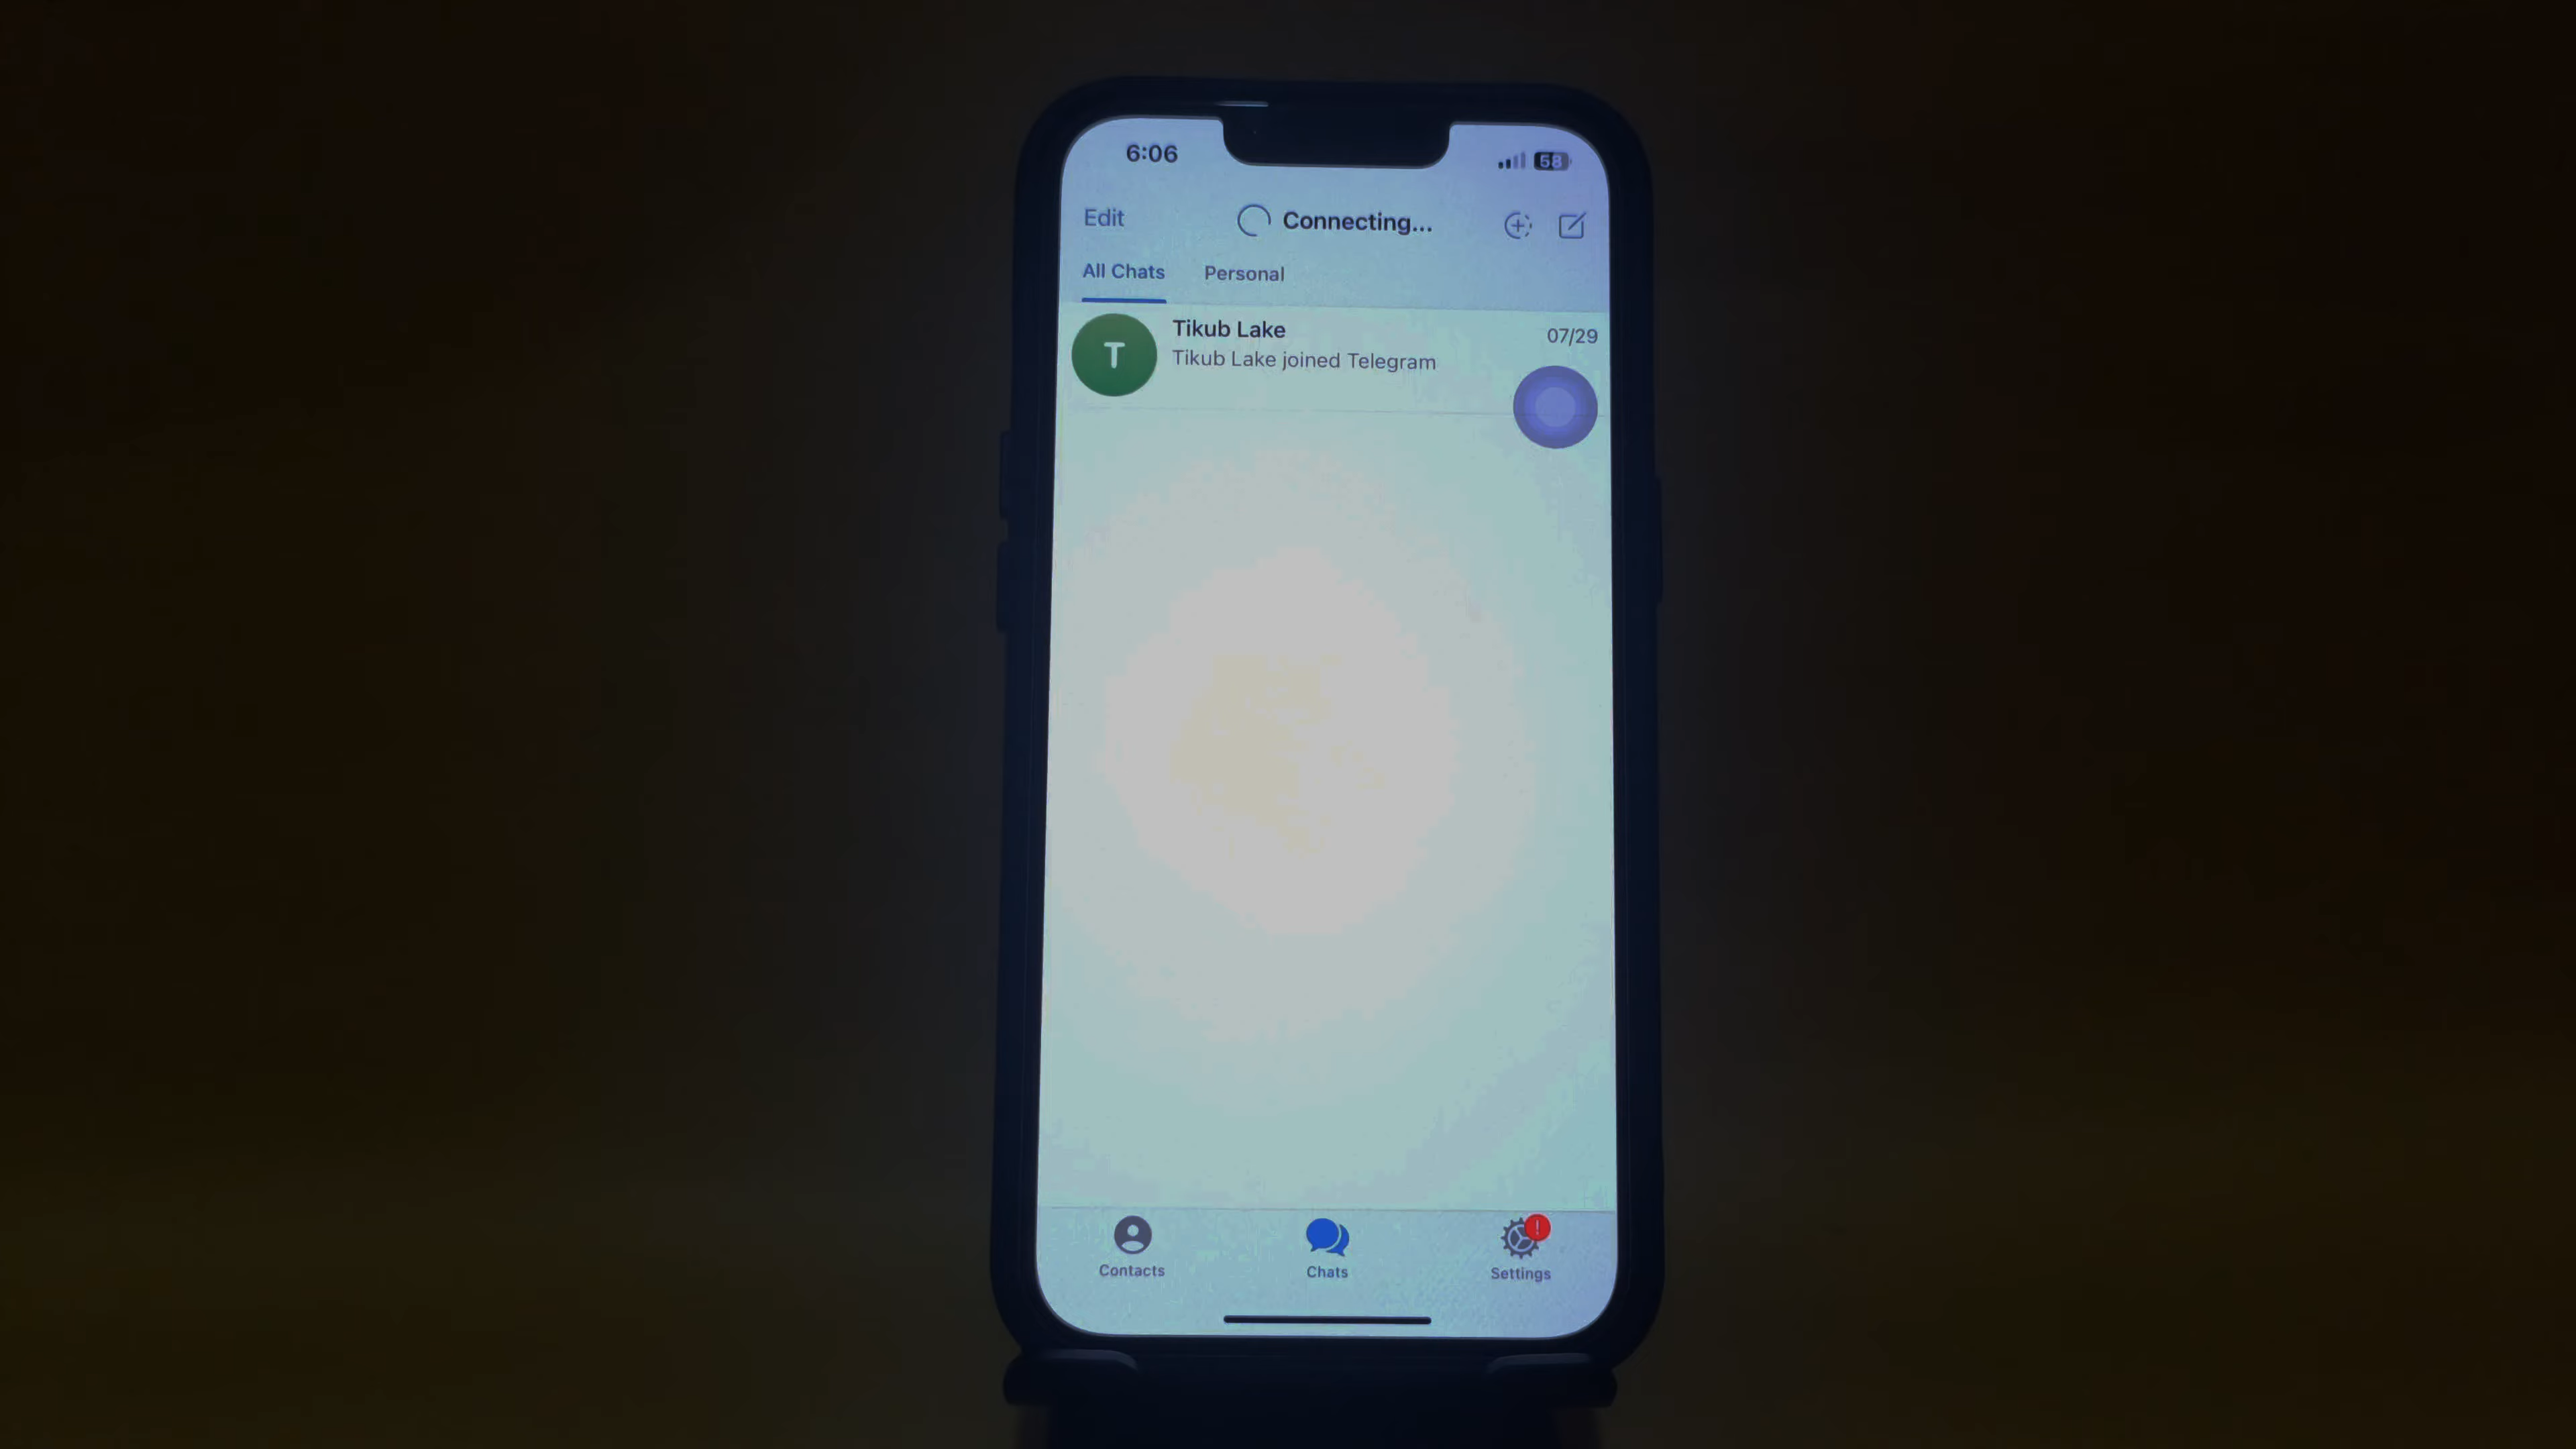 6:06
58
Edit
Connecting...
All Chats
Personal
Tikub Lake
07/29
Tikub Lake joined Telegram
T
Contacts
Chats
Settings
!